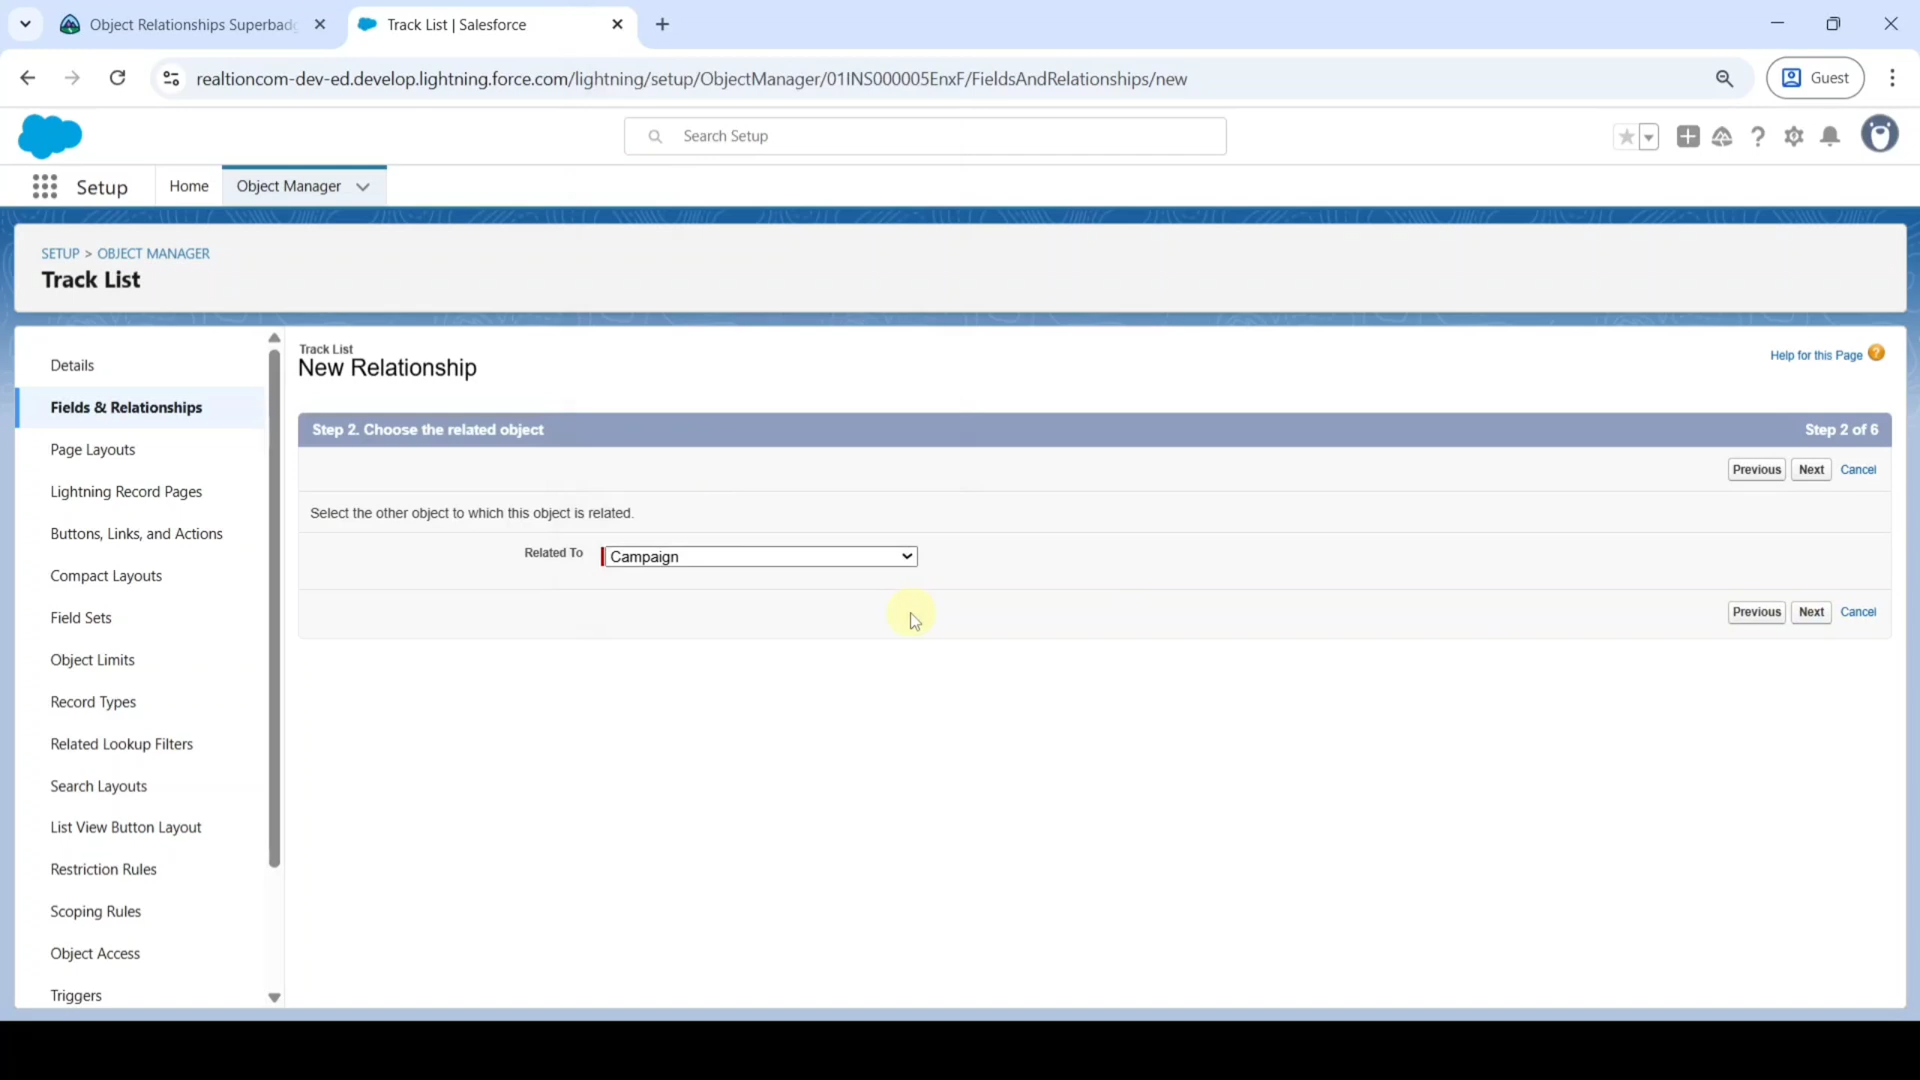 Object Relationships Superbadg
Track List | Salesforce
realtioncom-dev-ed.develop.lightning.force.com/lightning/setup/ObjectManager/01INS000005EnxF/FieldsAndRelationships/new
Guest
Search Setup
Setup
Home
Object Manager
SETUP > OBJECT MANAGER
Track List
Details
Fields & Relationships
Page Layouts
Lightning Record Pages
Buttons, Links, and Actions
Compact Layouts
Field Sets
Object Limits
Record Types
Related Lookup Filters
Search Layouts
List View Button Layout
Restriction Rules
Scoping Rules
Object Access
Triggers
Track List
New Relationship
Help for this Page
Step 2. Choose the related object
Step 2 of 6
Previous Next Cancel
Select the other object to which this object is related.
Related To Campaign
Previous Next Cancel